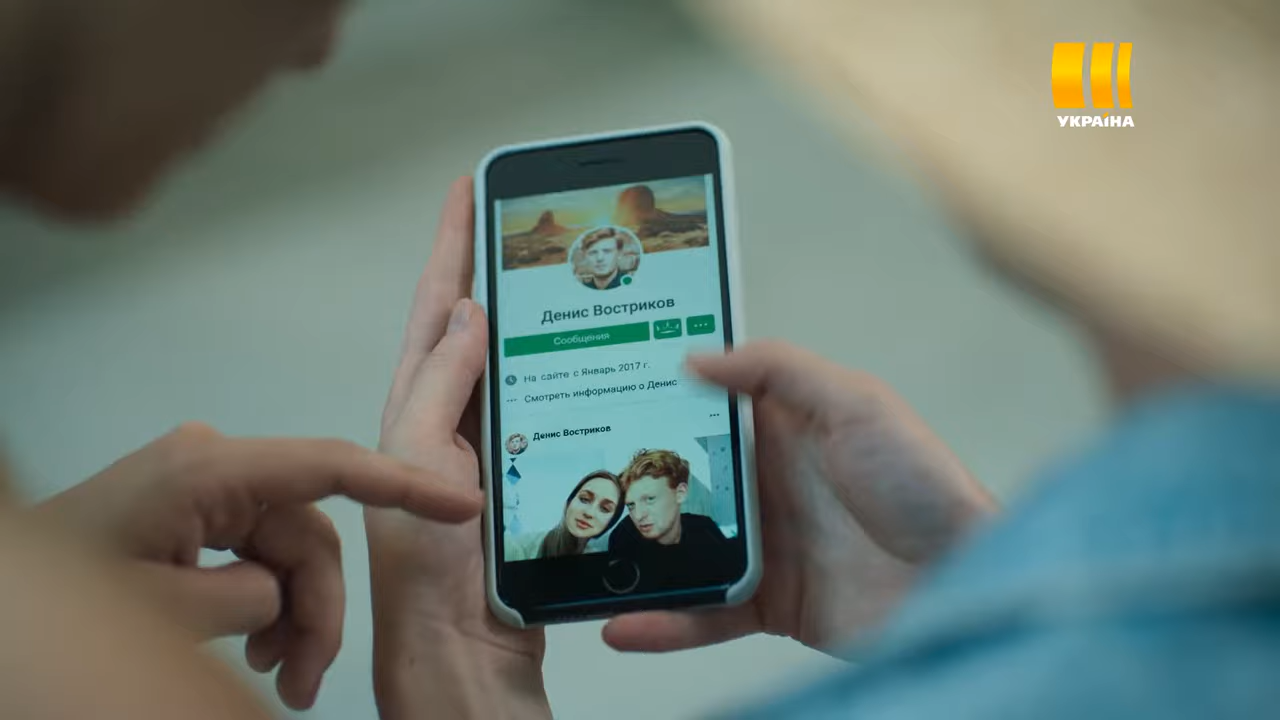 УКРАЇНА
Денис Востриков
Сообщения
На сайте с Январь 2017 г.
Смотреть информацию о Денис
Денис Востриков